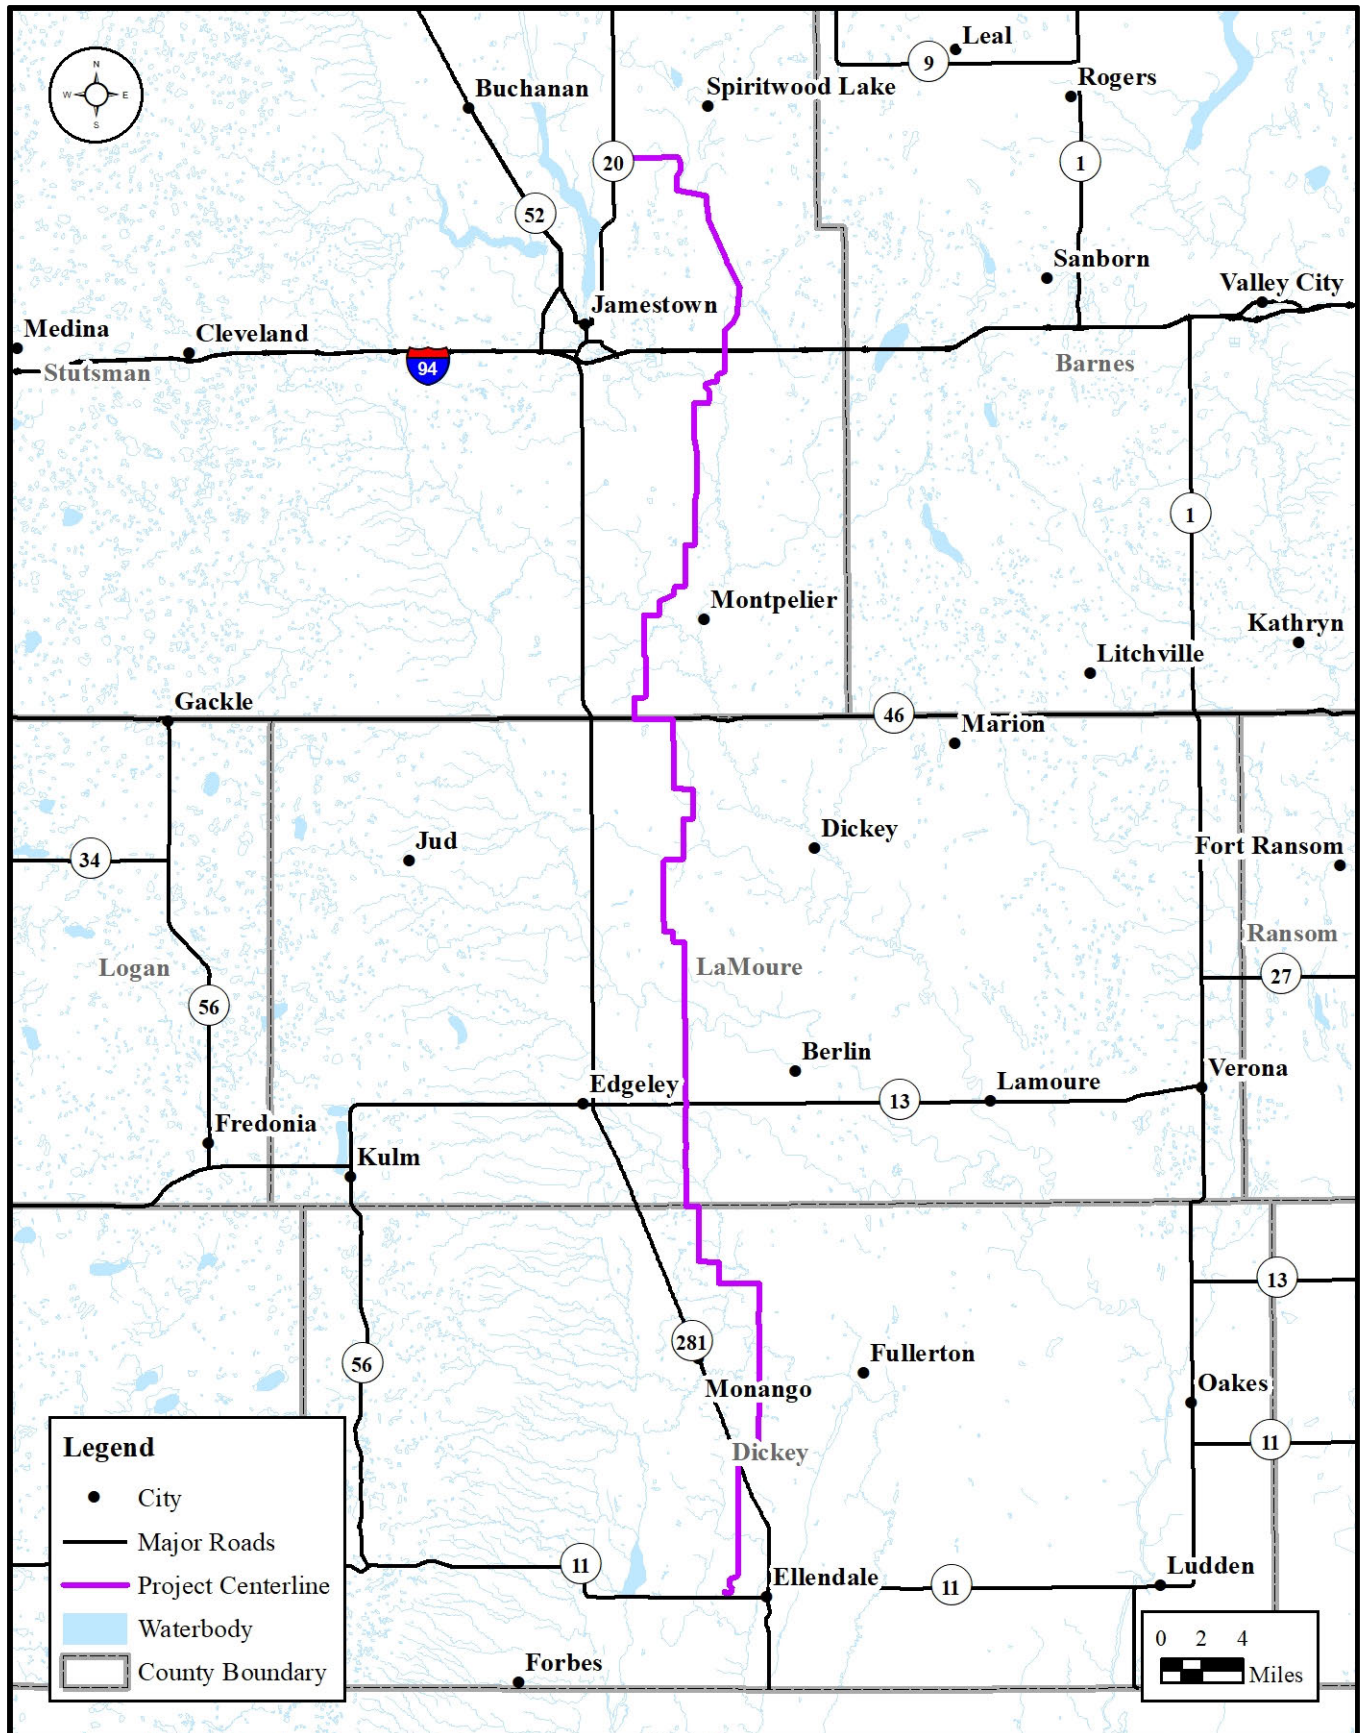 Leal
9
Rogers
Buchanan
Spiritwood Lake
N
W E
S
20
1
52
Sanborn
Valley City
Jamestown
Medina
Cleveland
Stutsman
94
Barnes
1
Montpelier
Kathryn
Litchville
Gackle
46
Marion
Dickey
Jud
34
Fort Ransom
Ransom
LaMoure
Logan
27
56
Berlin
Verona
Edgeley
Lamoure
13
Fredonia
Kulm
13
281
Fullerton
56
Monango
Oakes
Dickey
11
Legend
City
Major Roads
Project Centerline
Waterbody
County Boundary
11
Ellendale
11
Ludden
Forbes
0 2 4
Miles